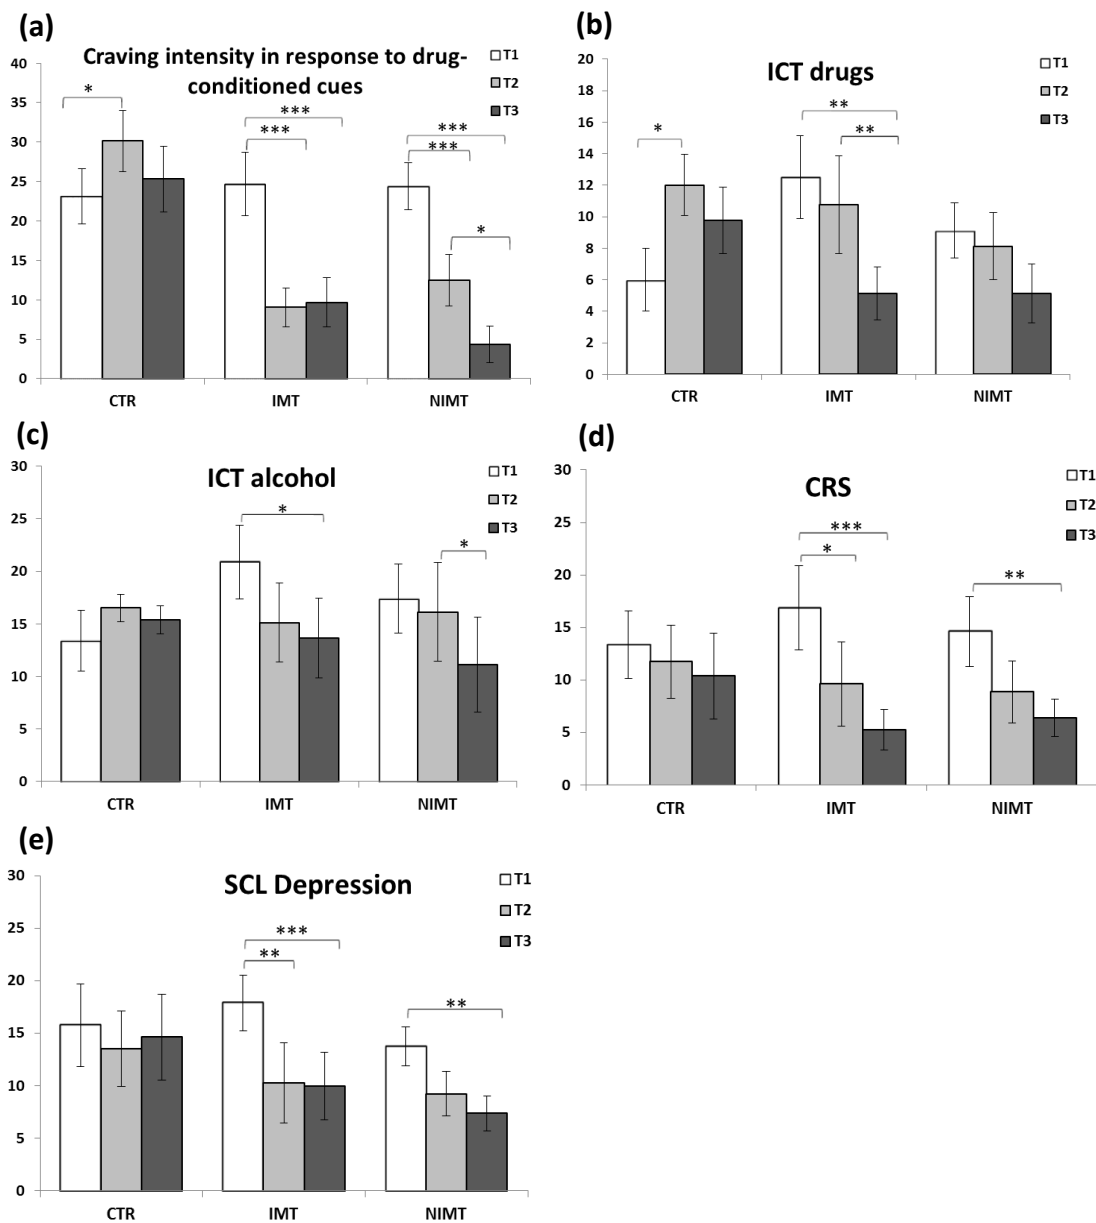 (a)
Craving intensity in response to drug-
conditioned cues
T1
T2
T3
40
35
30
25
20
15
10
5
0
*
***
***
***
***
*
CTR IMT NIMT
(b)
ICT drugs
T1
T2
T3
20
18
16
14
12
10
8
6
4
2
0
*
**
**
CTR IMT NIMT
(c)
ICT alcohol
T1
T2
T3
30
25
20
15
10
5
0
*
*
CTR IMT NIMT
(d)
CRS
T1
T2
T3
30
25
20
15
10
5
0
***
*
**
CTR IMT NIMT
(e)
SCL Depression
T1
T2
T3
30
25
20
15
10
5
0
***
**
**
CTR IMT NIMT